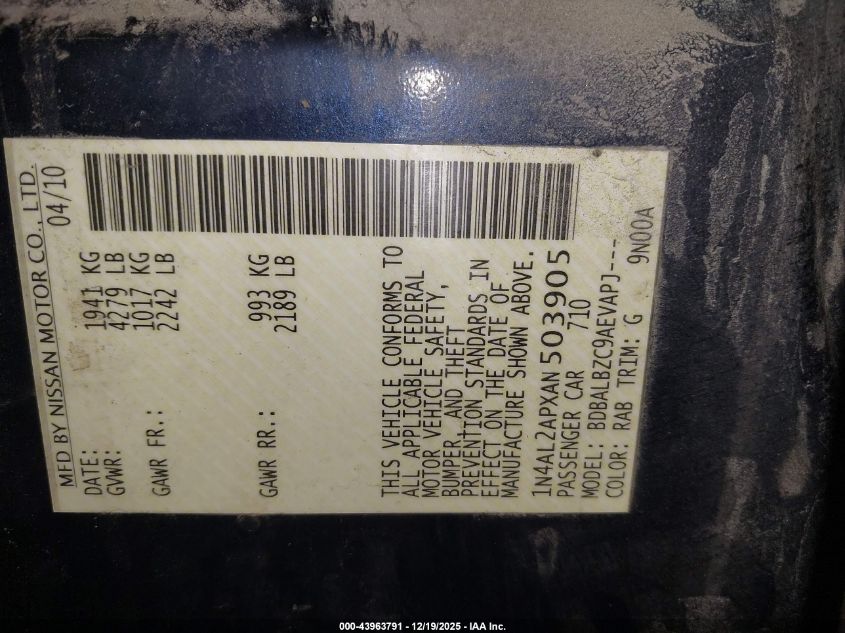 MFD BY NISSAN MOTOR CO., LTD.
DATE: 04/10
GVWR: 1941 KG
4279 LB
GAWR FR.: 1017 KG
2242 LB
GAWR RR.: 993 KG
2189 LB
THIS VEHICLE CONFORMS TO
ALL APPLICABLE FEDERAL
MOTOR VEHICLE SAFETY,
BUMPER, AND THEFT
PREVENTION STANDARDS IN
EFFECT ON THE DATE OF
MANUFACTURE SHOWN ABOVE.
1N4AL2APXAN503905
PASSENGER CAR 710
MODEL: BDBALBZC9AEVAPJ---
COLOR: RAB TRIM: G 9N00A
000-43963791 - 12/19/2025 - IAA Inc.